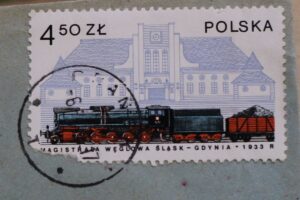 4 50 ZŁ POLSKA
MAGISTRALA WĘGLOWA ŚLĄSK-GDYNIA - 1933 R